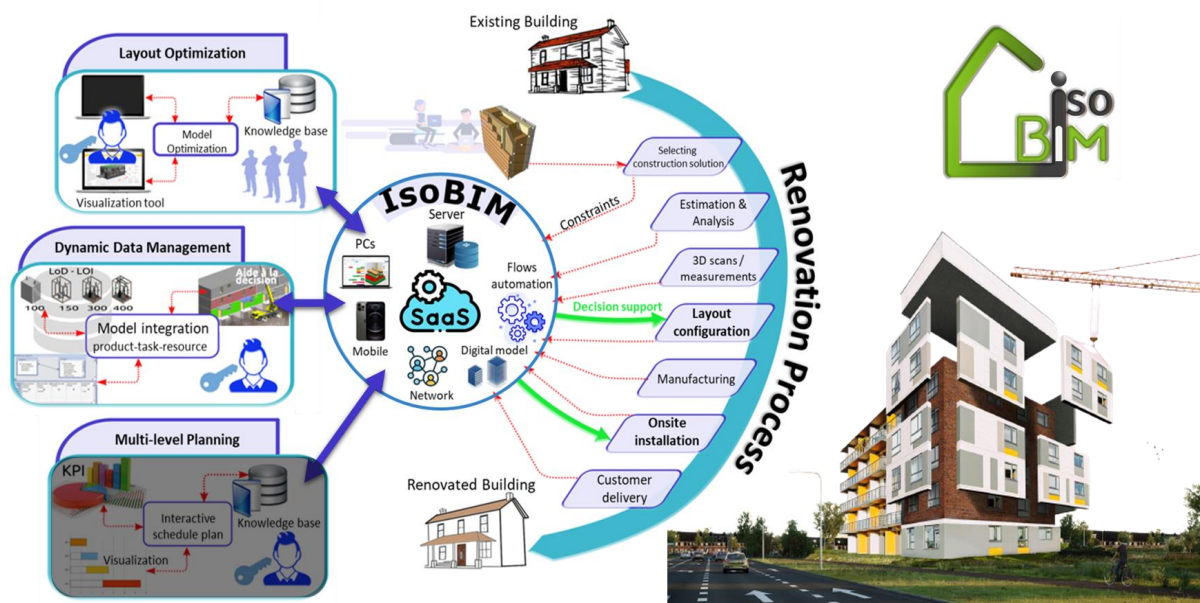 Existing Building
Layout Optimization
Model
Optimization
Knowledge base
Visualization tool
Dynamic Data Management
LoD - LOI
100
150
300
400
Aide à la
décision
Model integration
product-task-resource
Multi-level Planning
KPI
Interactive
schedule plan
Knowledge base
Visualization
IsoBIM
Server
PCs
Flows
automation
SaaS
Mobile
Digital model
Network
Constraints
Decision support
Selecting
construction solution
Estimation &
Analysis
3D scans /
measurements
Layout
configuration
Manufacturing
Onsite
installation
Customer
delivery
Renovated Building
Renovation Process
iSO
BiM